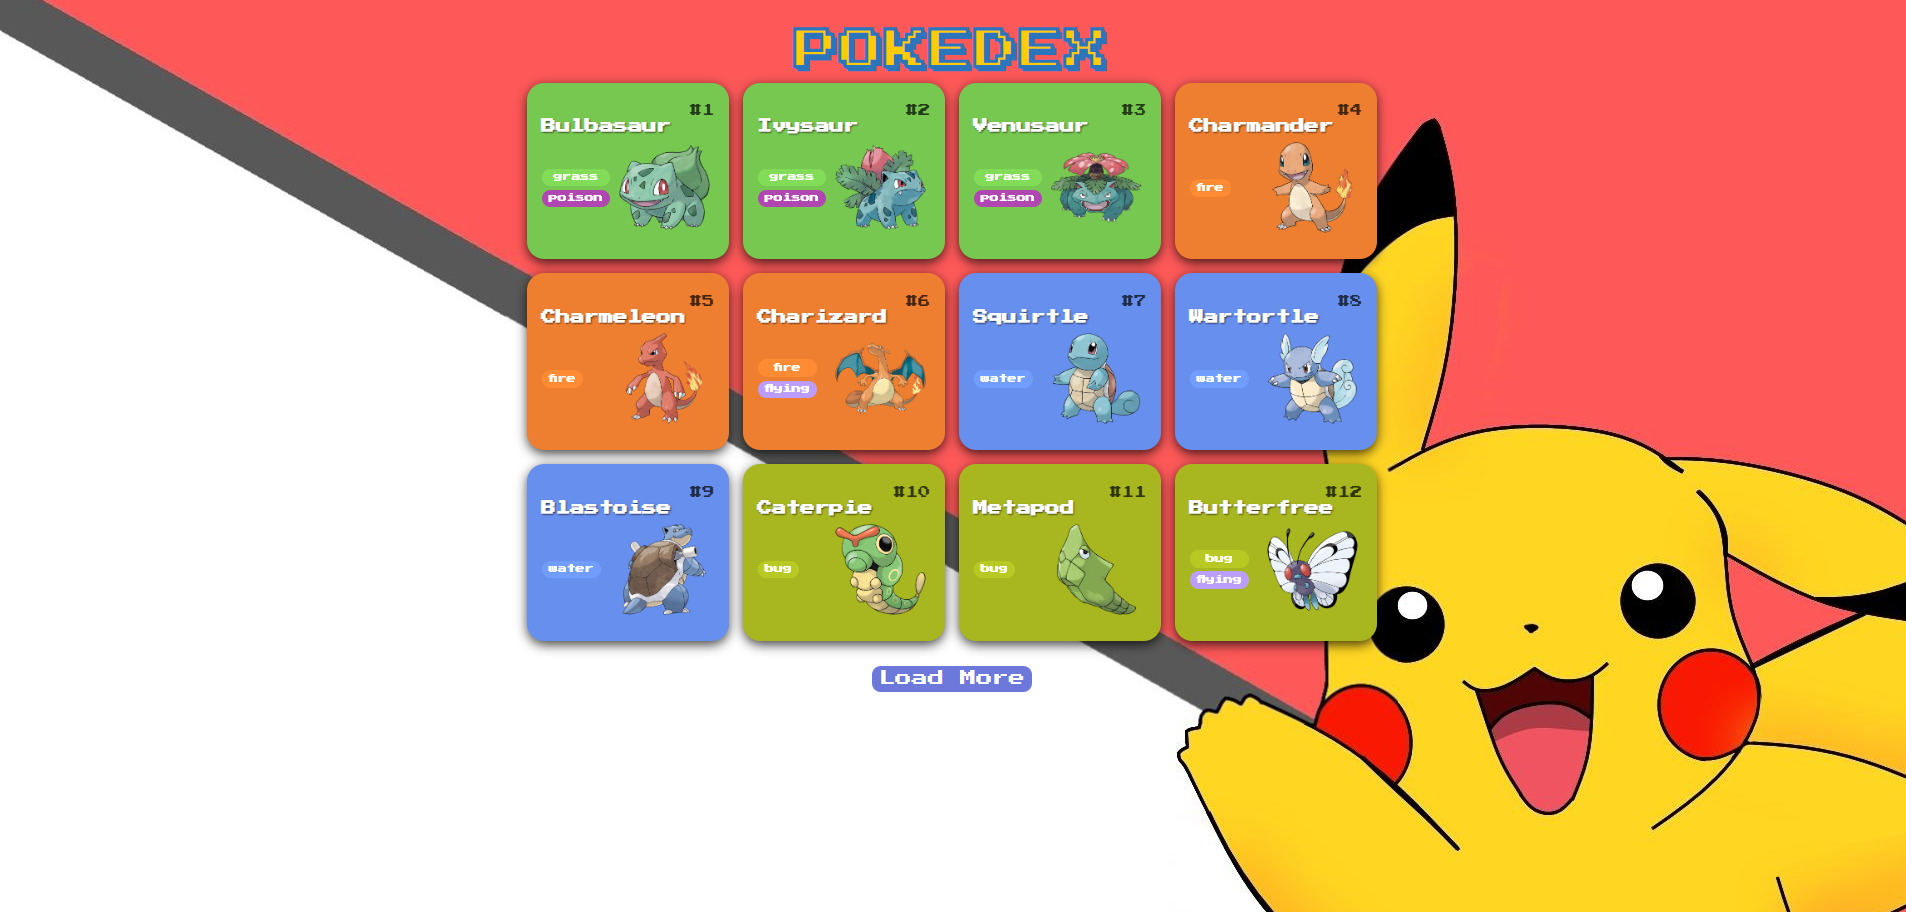 POKEDEX
#1
Bulbasaur
grass
poison
#2
Ivysaur
grass
poison
#3
Venusaur
grass
poison
#4
Charmander
fire
#5
Charmeleon
fire
#6
Charizard
fire
flying
#7
Squirtle
water
#8
Wartortle
water
#9
Blastoise
water
#10
Caterpie
bug
#11
Metapod
bug
#12
Butterfree
bug
flying
Load More